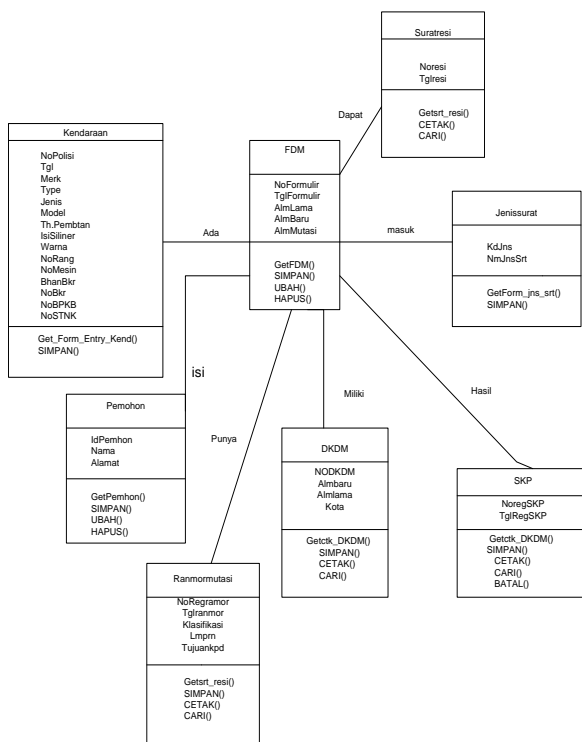 Suratresi
Noresi
Tglresi
Getsrt_resi()
CETAK()
CARI()
Dapat
Kendaraan
NoPolisi
Tgl
Merk
Type
Jenis
Model
Th.Pembtan
IsiSiliner
Warna
NoRang
NoMesin
BhanBkr
NoBkr
NoBPKB
NoSTNK
Get_Form_Entry_Kend()
SIMPAN()
Ada
FDM
NoFormulir
TglFormulir
AlmLama
AlmBaru
AlmMutasi
GetFDM()
SIMPAN()
UBAH()
HAPUS()
masuk
Jenissurat
KdJns
NmJnsSrt
GetForm_jns_srt()
SIMPAN()
isi
Pemohon
IdPemhon
Nama
Alamat
GetPemhon()
SIMPAN()
UBAH()
HAPUS()
Punya
Miliki
Hasil
DKDM
NODKDM
Almbaru
Almlama
Kota
Getctk_DKDM()
SIMPAN()
CETAK()
CARI()
SKP
NoregSKP
TglRegSKP
Getctk_DKDM()
SIMPAN()
CETAK()
CARI()
BATAL()
Ranmormutasi
NoRegramor
Tglranmor
Klasifikasi
Lmprn
Tujuankpd
Getsrt_resi()
SIMPAN()
CETAK()
CARI()